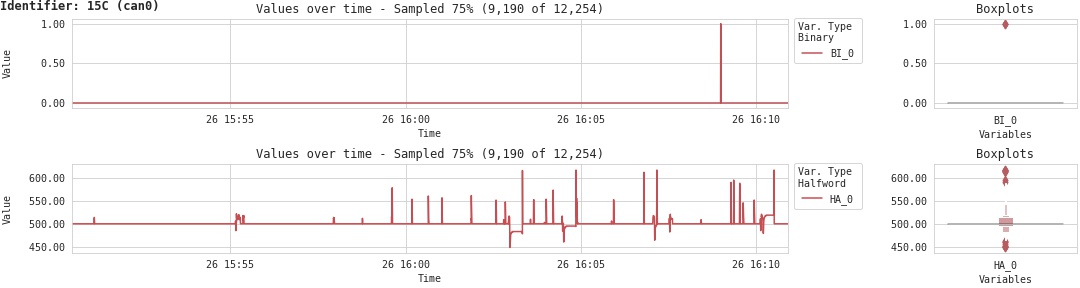 Identifier: 15C (can0)
Values over time - Sampled 75% (9,190 of 12,254)
Value
1.00
0.50
0.00
26 15:55
26 16:00
26 16:05
26 16:10
Time
Var. Type
Binary
BI_0
Boxplots
1.00
0.50
0.00
BI_0
Variables
Values over time - Sampled 75% (9,190 of 12,254)
Value
600.00
550.00
500.00
450.00
26 15:55
26 16:00
26 16:05
26 16:10
Time
Var. Type
Halfword
HA_0
Boxplots
600.00
550.00
500.00
450.00
HA_0
Variables